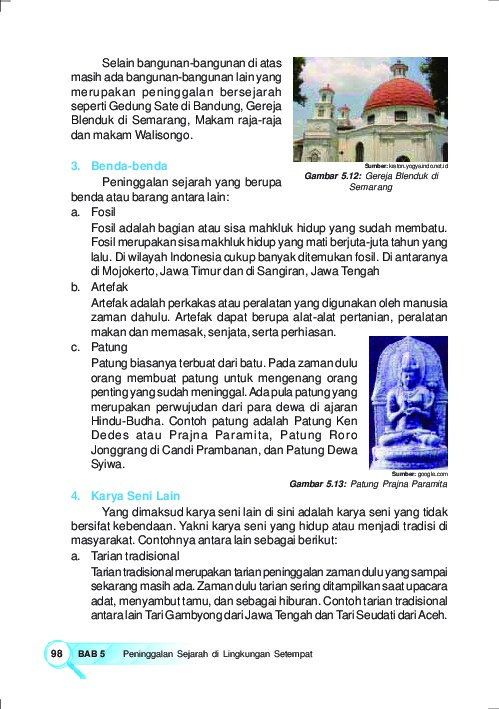 Selain bangunan-bangunan di atas
masih ada bangunan-bangunan lain yang
merupakan peninggalan bersejarah
seperti Gedung Sate di Bandung, Gereja
Blenduk di Semarang, Makam raja-raja
dan makam Walisongo.
Sumber: kraton.yogya.indo.net.id
Gambar 5.12: Gereja Blenduk di
Semarang
3. Benda-benda
Peninggalan sejarah yang berupa
benda atau barang antara lain:
a. Fosil
Fosil adalah bagian atau sisa mahkluk hidup yang sudah membatu.
Fosil merupakan sisa makhluk hidup yang mati berjuta-juta tahun yang
lalu. Di wilayah Indonesia cukup banyak ditemukan fosil. Di antaranya
di Mojokerto, Jawa Timur dan di Sangiran, Jawa Tengah
b. Artefak
Artefak adalah perkakas atau peralatan yang digunakan oleh manusia
zaman dahulu. Artefak dapat berupa alat-alat pertanian, peralatan
makan dan memasak, senjata, serta perhiasan.
c. Patung
Patung biasanya terbuat dari batu. Pada zaman dulu
orang membuat patung untuk mengenang orang
penting yang sudah meninggal. Ada pula patung yang
merupakan perwujudan dari para dewa di ajaran
Hindu-Budha. Contoh patung adalah Patung Ken
Dedes atau Prajna Paramita, Patung Roro
Jonggrang di Candi Prambanan, dan Patung Dewa
Syiwa.
Sumber: google.com
Gambar 5.13: Patung Prajna Paramita
4. Karya Seni Lain
Yang dimaksud karya seni lain di sini adalah karya seni yang tidak
bersifat kebendaan. Yakni karya seni yang hidup atau menjadi tradisi di
masyarakat. Contohnya antara lain sebagai berikut:
a. Tarian tradisional
Tarian tradisional merupakan tarian peninggalan zaman dulu yang sampai
sekarang masih ada. Zaman dulu tarian sering ditampilkan saat upacara
adat, menyambut tamu, dan sebagai hiburan. Contoh tarian tradisional
antara lain Tari Gambyong dari Jawa Tengah dan Tari Seudati dari Aceh.
98 BAB 5 Peninggalan Sejarah di Lingkungan Setempat